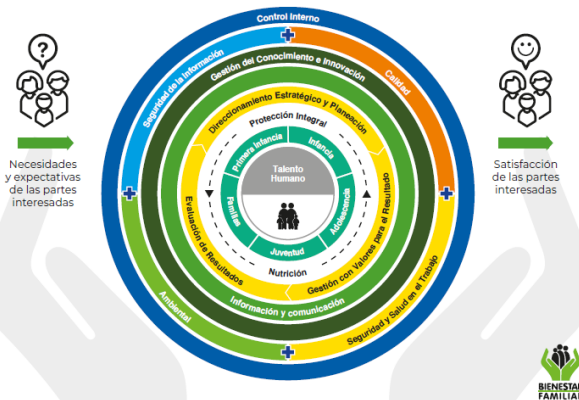 Control Interno
Seguridad de la Información
Calidad
Gestión del Conocimiento e Innovación
Direccionamiento Estratégico y Planeación
Protección Integral
Primera Infancia
Infancia
Talento
Humano
Familias
Adolescencia
Juventud
Nutrición
Evaluación de Resultados
Gestión con Valores para el Resultado
Información y comunicación
Ambiental
Seguridad y Salud en el Trabajo
?
Necesidades
y expectativas
de las partes
interesadas
Satisfacción
de las partes
interesadas
BIENESTAR
FAMILIAR